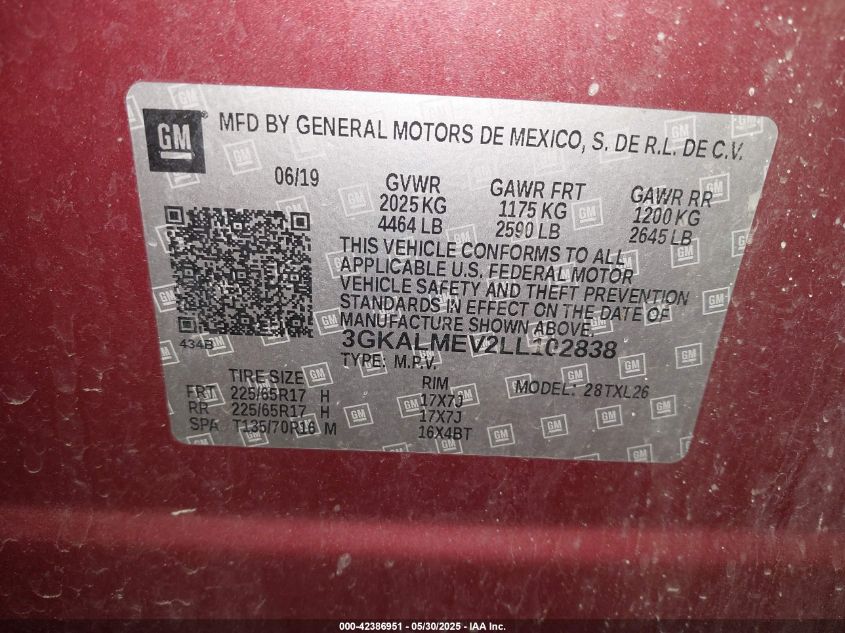 GM
MFD BY GENERAL MOTORS DE MEXICO, S. DE R.L. DE C.V.
06/19
GVWR GAWR FRT GAWR RR
2025 KG 1175 KG 1200 KG
4464 LB 2590 LB 2645 LB
THIS VEHICLE CONFORMS TO ALL
APPLICABLE U.S. FEDERAL MOTOR
VEHICLE SAFETY AND THEFT PREVENTION
STANDARDS IN EFFECT ON THE DATE OF
MANUFACTURE SHOWN ABOVE.
434B
3GKALMEV2LL102838
TYPE: M.P.V.
MODEL: 28TXL26
TIRE SIZE RIM
FRT 225/65R17 H 17X7J
RR 225/65R17 H 17X7J
SPA T135/70R16 M 16X4BT
000-42386951 - 05/30/2025 - IAA Inc.